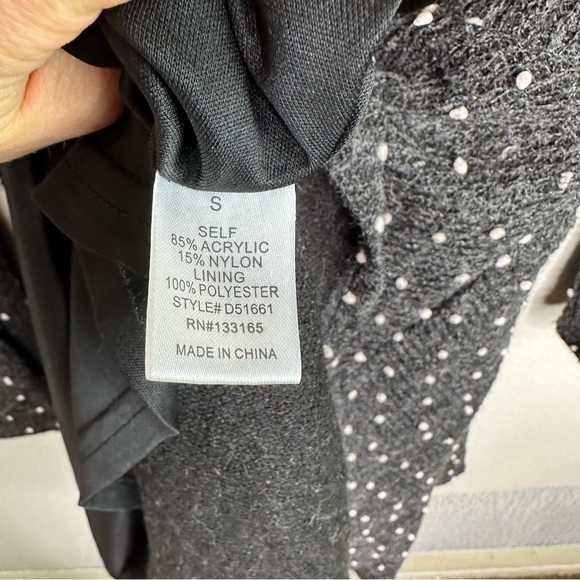 S
SELF
85% ACRYLIC
15% NYLON
LINING
100% POLYESTER
STYLE# D51661
RN#133165
MADE IN CHINA